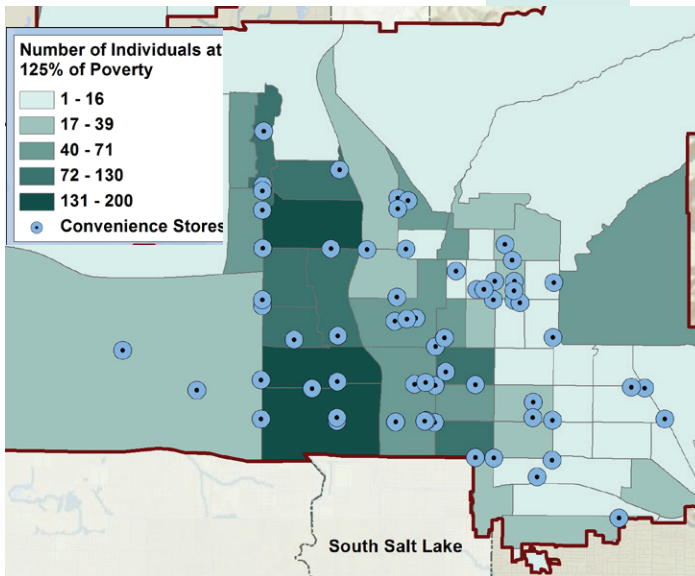 Number of Individuals at
125% of Poverty
1 - 16
17 - 39
40 - 71
72 - 130
131 - 200
Convenience Stores
South Salt Lake